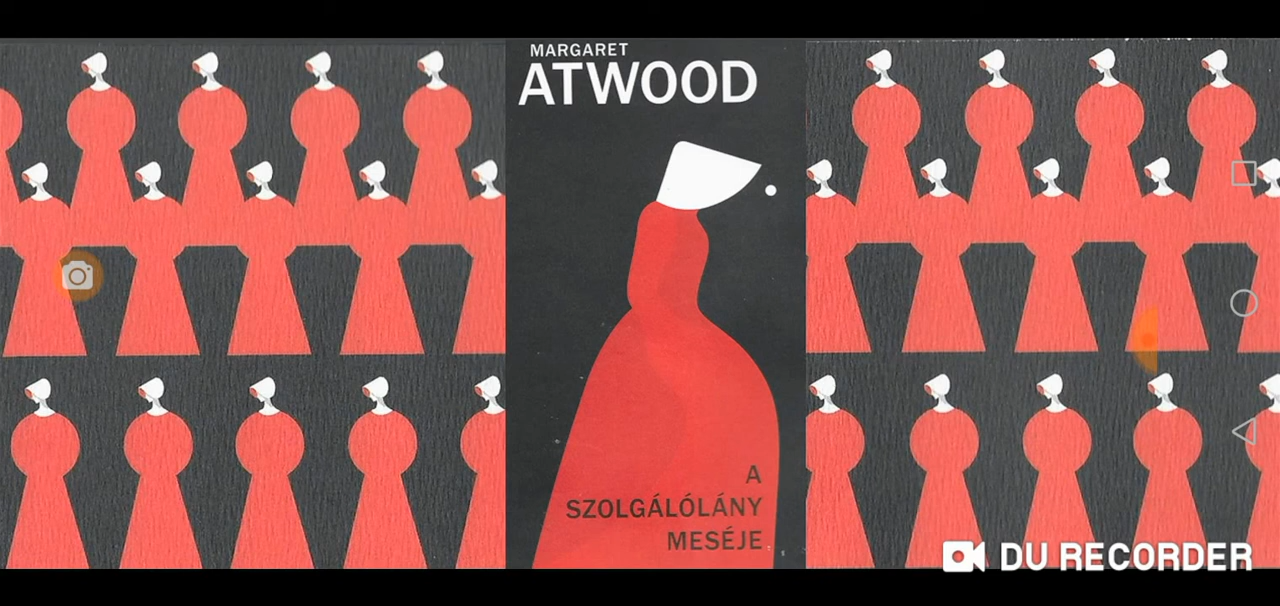 MARGARET
ATWOOD
A
SZOLGÁLÓLÁNY
MESÉJE
DU RECORDER